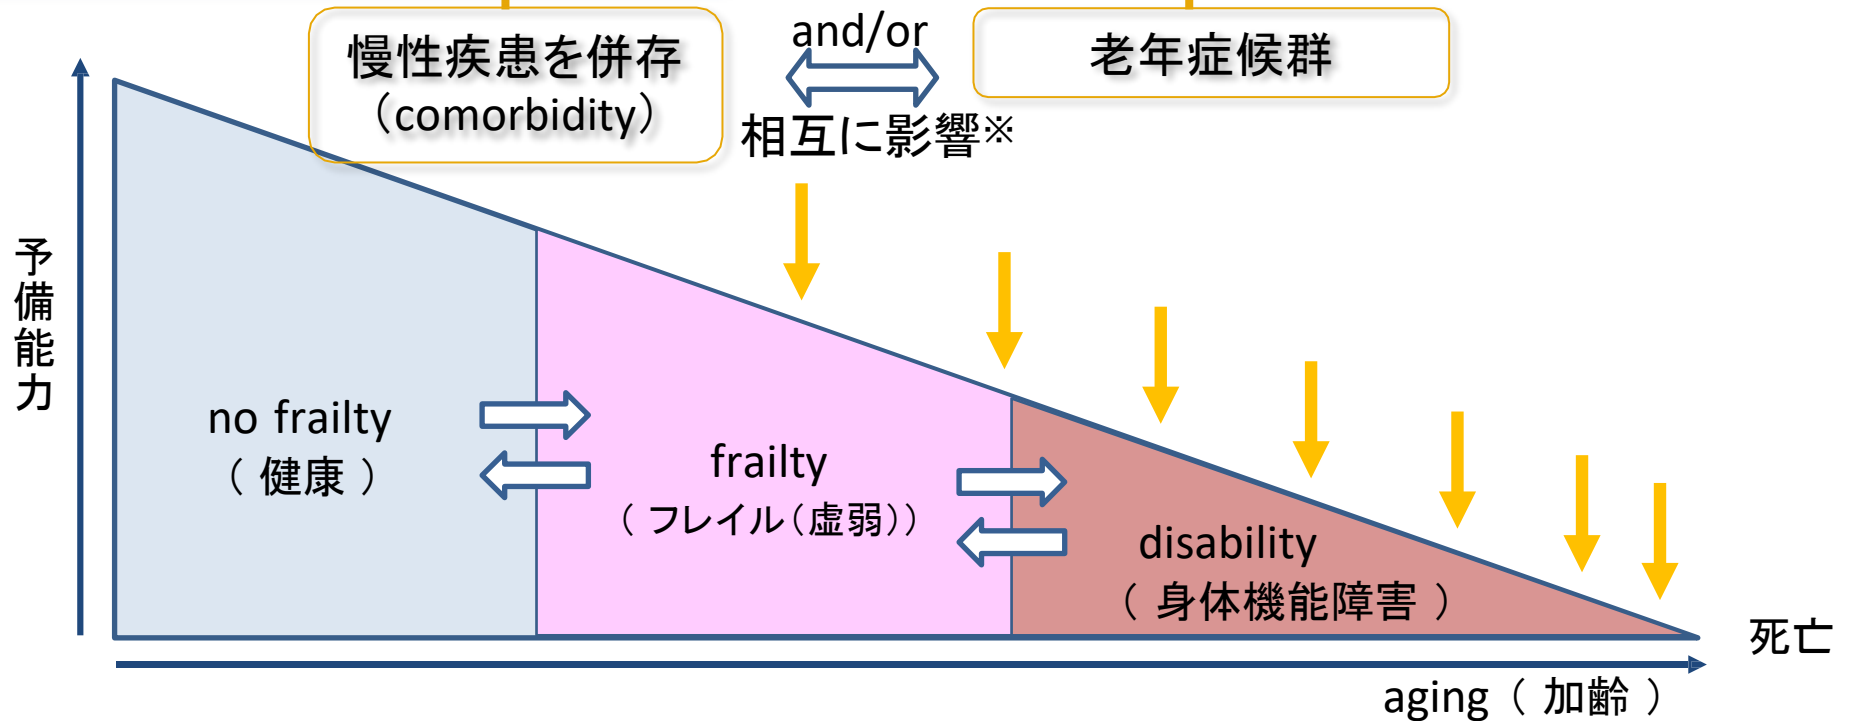 慢性疾患を併存
（comorbidity）
and/or
相互に影響※
老年症候群
予備能力
no frailty
（ 健康 ）
frailty
（ フレイル（虚弱））
disability
（ 身体機能障害 ）
死亡
aging（ 加齢 ）